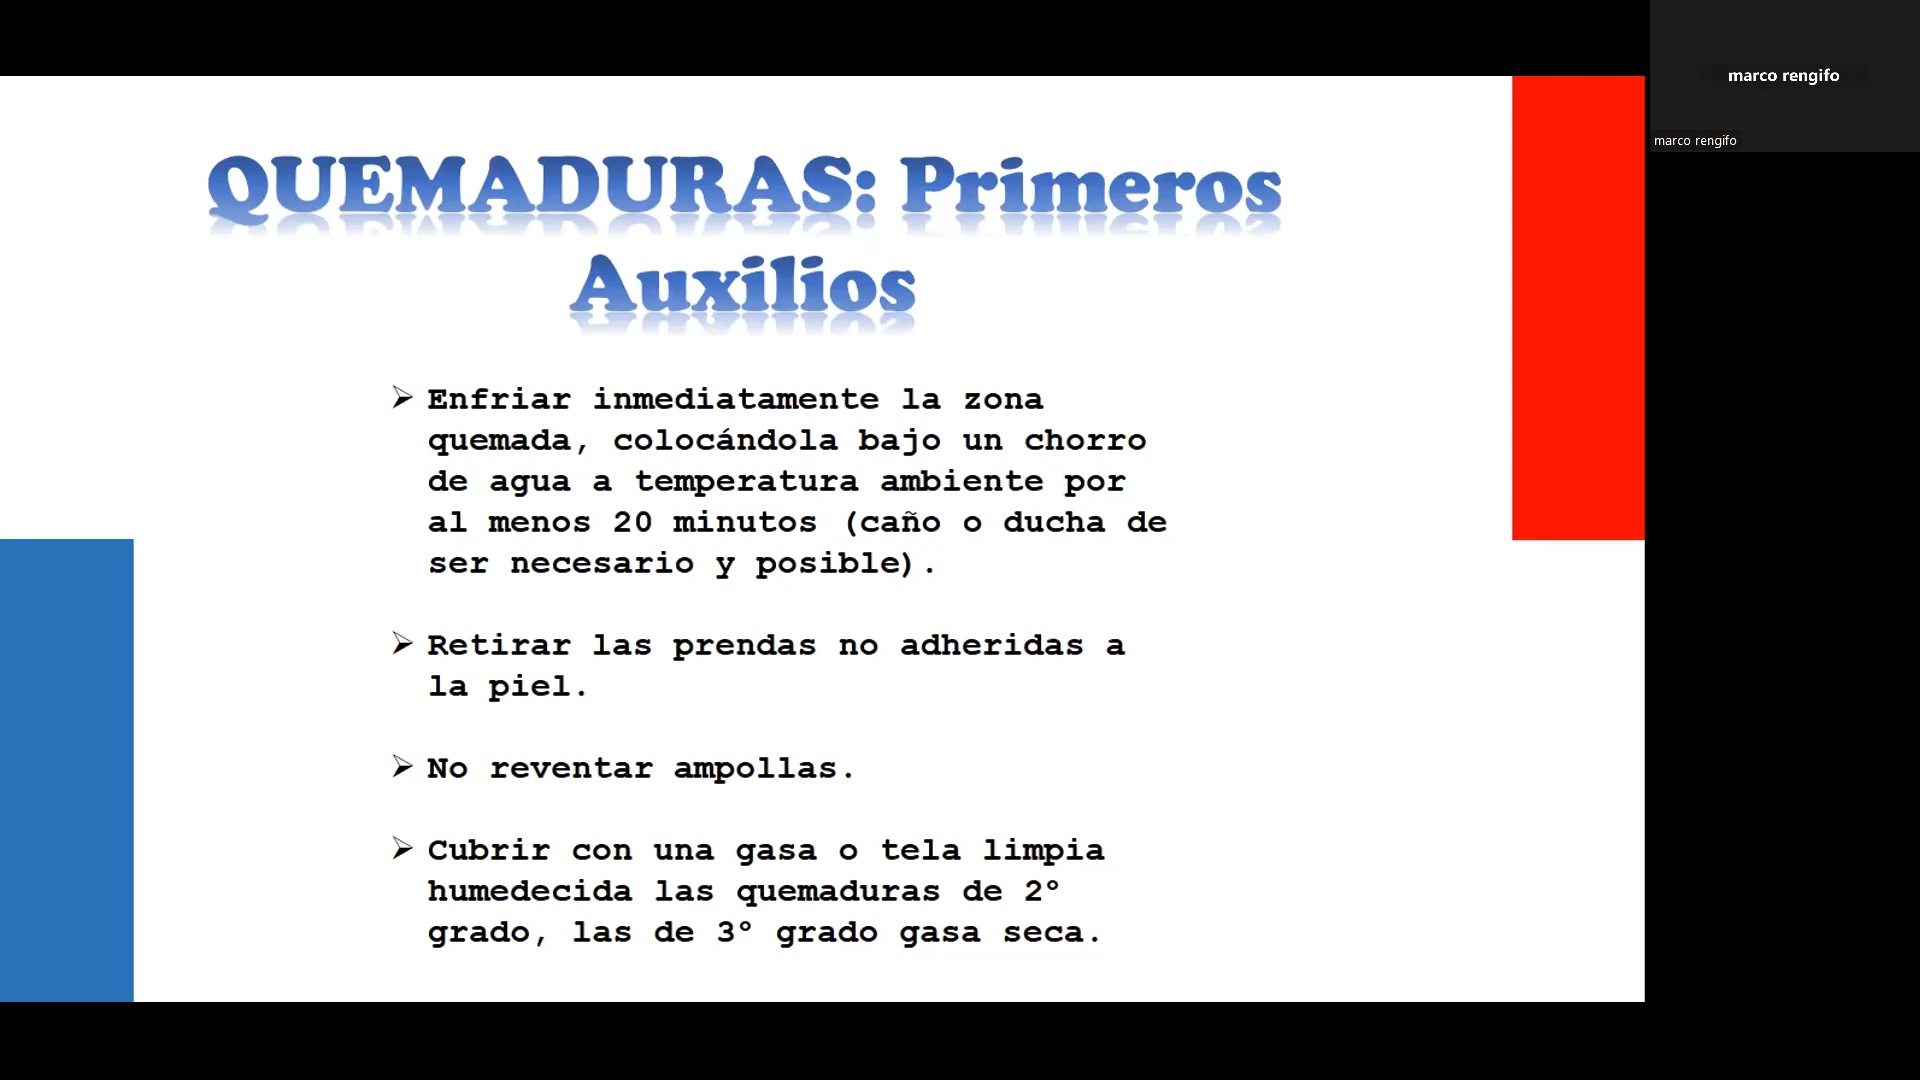 QUEMADURAS: Primeros
Auxilios
➢ Enfriar inmediatamente la zona
quemada, colocándola bajo un chorro
de agua a temperatura ambiente por
al menos 20 minutos (caño o ducha de
ser necesario y posible).
➢ Retirar las prendas no adheridas a
la piel.
➢ No reventar ampollas.
➢ Cubrir con una gasa o tela limpia
humedecida las quemaduras de 2º
grado, las de 3º grado gasa seca.
marco rengifo
marco rengifo